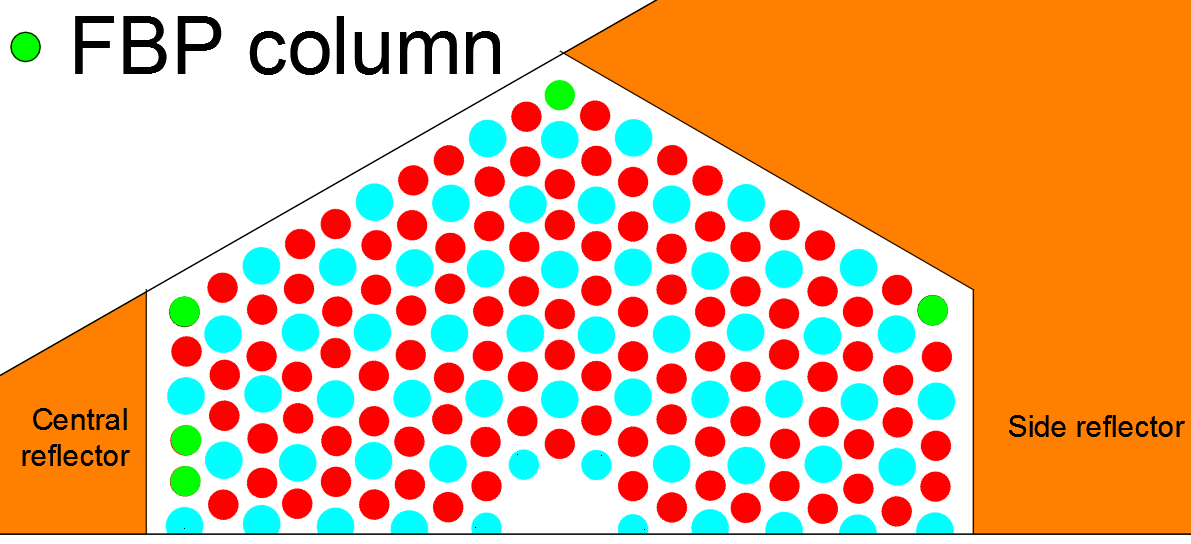 FBP column
Central
reflector
Side reflector